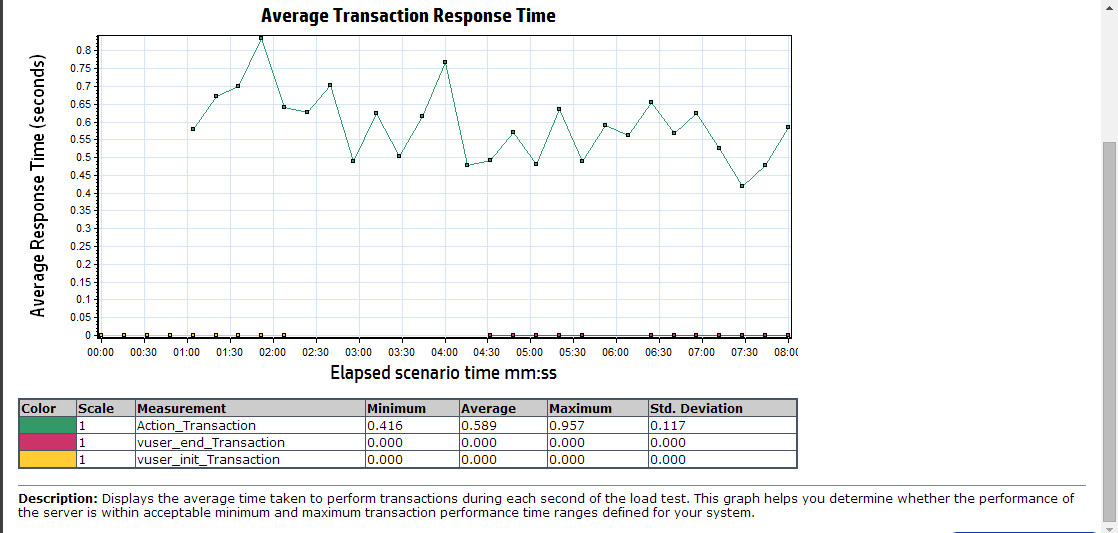 Average Transaction Response Time
Average Response Time (seconds)
0.8
0.75
0.7
0.65
0.6
0.55
0.5
0.45
0.4
0.35
0.3
0.25
0.2
0.15
0.1
0.05
0
00:00 00:30 01:00 01:30 02:00 02:30 03:00 03:30 04:00 04:30 05:00 05:30 06:00 06:30 07:00 07:30 08:00
Elapsed scenario time mm:ss
Color Scale Measurement Minimum Average Maximum Std. Deviation
1 Action_Transaction 0.416 0.589 0.957 0.117
1 vuser_end_Transaction 0.000 0.000 0.000 0.000
1 vuser_init_Transaction 0.000 0.000 0.000 0.000
Description: Displays the average time taken to perform transactions during each second of the load test. This graph helps you determine whether the performance of
the server is within acceptable minimum and maximum transaction performance time ranges defined for your system.